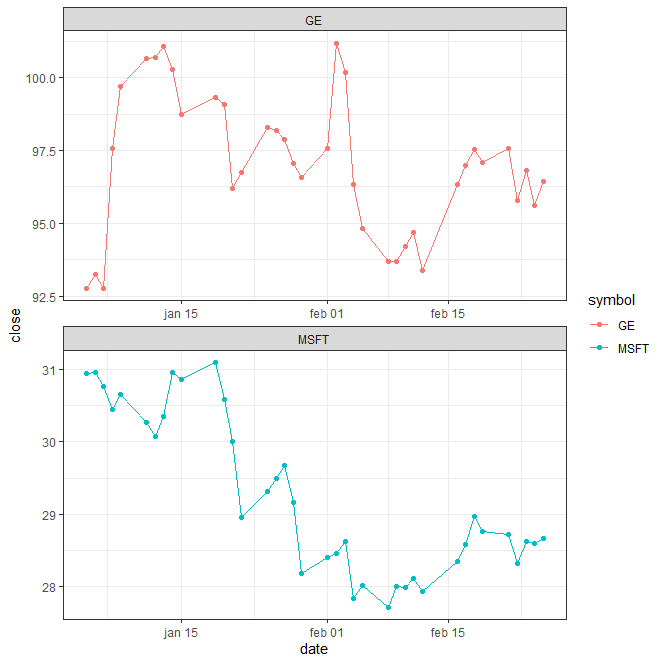 GE
100.0
97.5
95.0
92.5
jan 15
feb 01
feb 15
MSFT
31
30
29
28
jan 15
feb 01
feb 15
date
close
symbol
GE
MSFT